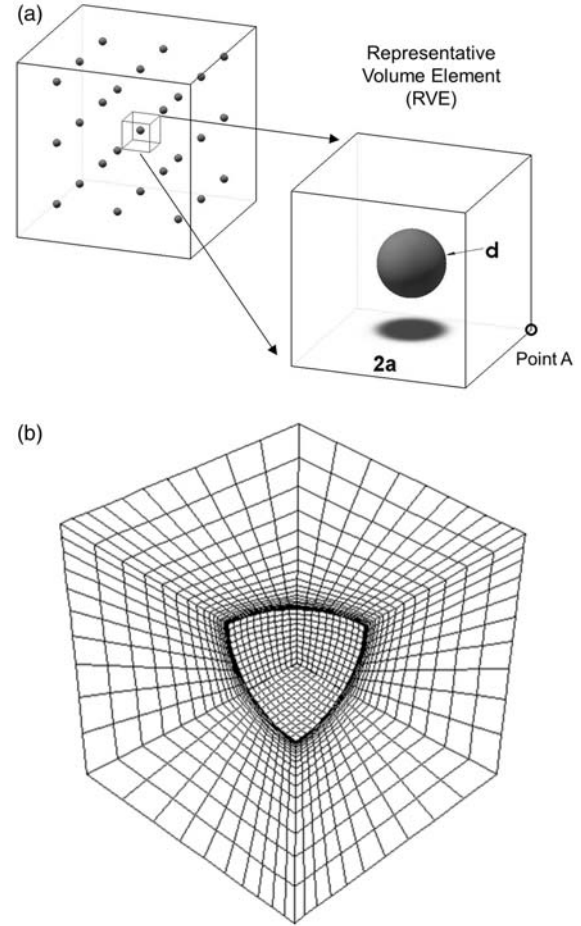 (a)
Representative
Volume Element
(RVE)
d
2a
Point A
(b)